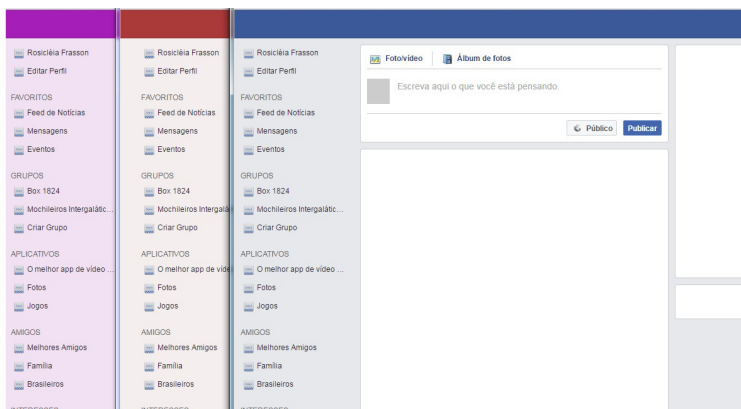 Rosicléia Frasson
Editar Perfil
FAVORITOS
Feed de Notícias
Mensagens
Eventos
GRUPOS
Box 1824
Mochileiros Intergalátic...
Criar Grupo
APLICATIVOS
O melhor app de vídeo ...
Fotos
Jogos
AMIGOS
Melhores Amigos
Família
Brasileiros
Rosicléia Frasson
Editar Perfil
FAVORITOS
Feed de Notícias
Mensagens
Eventos
GRUPOS
Box 1824
Mochileiros Intergalá
Criar Grupo
APLICATIVOS
O melhor app de víde
Fotos
Jogos
AMIGOS
Melhores Amigos
Família
Brasileiros
Rosicléia Frasson
Editar Perfil
FAVORITOS
Feed de Notícias
Mensagens
Eventos
GRUPOS
Box 1824
Mochileiros Intergalátic...
Criar Grupo
APLICATIVOS
O melhor app de vídeo ...
Fotos
Jogos
AMIGOS
Melhores Amigos
Família
Brasileiros
Foto/vídeo Álbum de fotos
Escreva aqui o que você está pensando.
Público Publicar